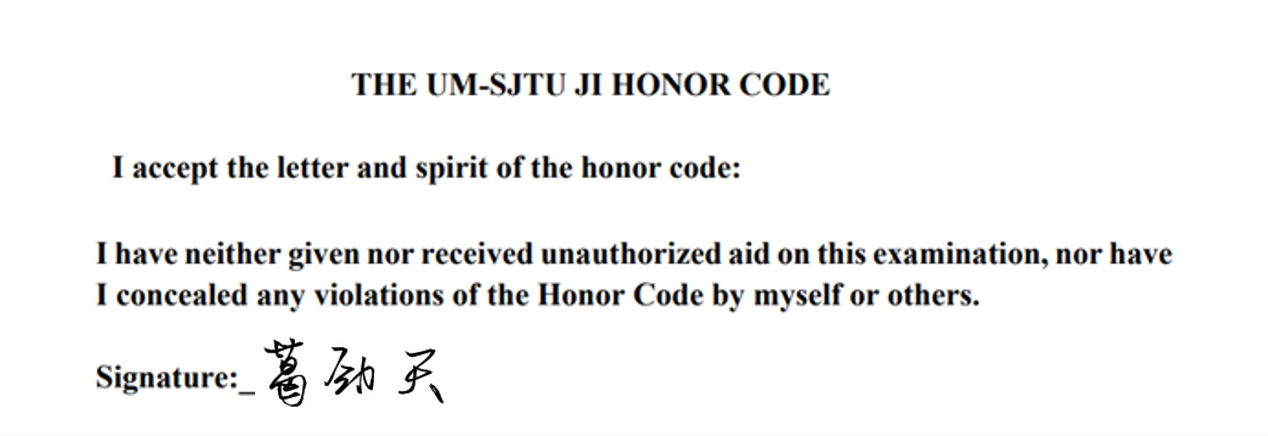 THE UM-SJTU JI HONOR CODE
I accept the letter and spirit of the honor code:
I have neither given nor received unauthorized aid on this examination, nor have
I concealed any violations of the Honor Code by myself or others.
Signature:_ 葛劲天